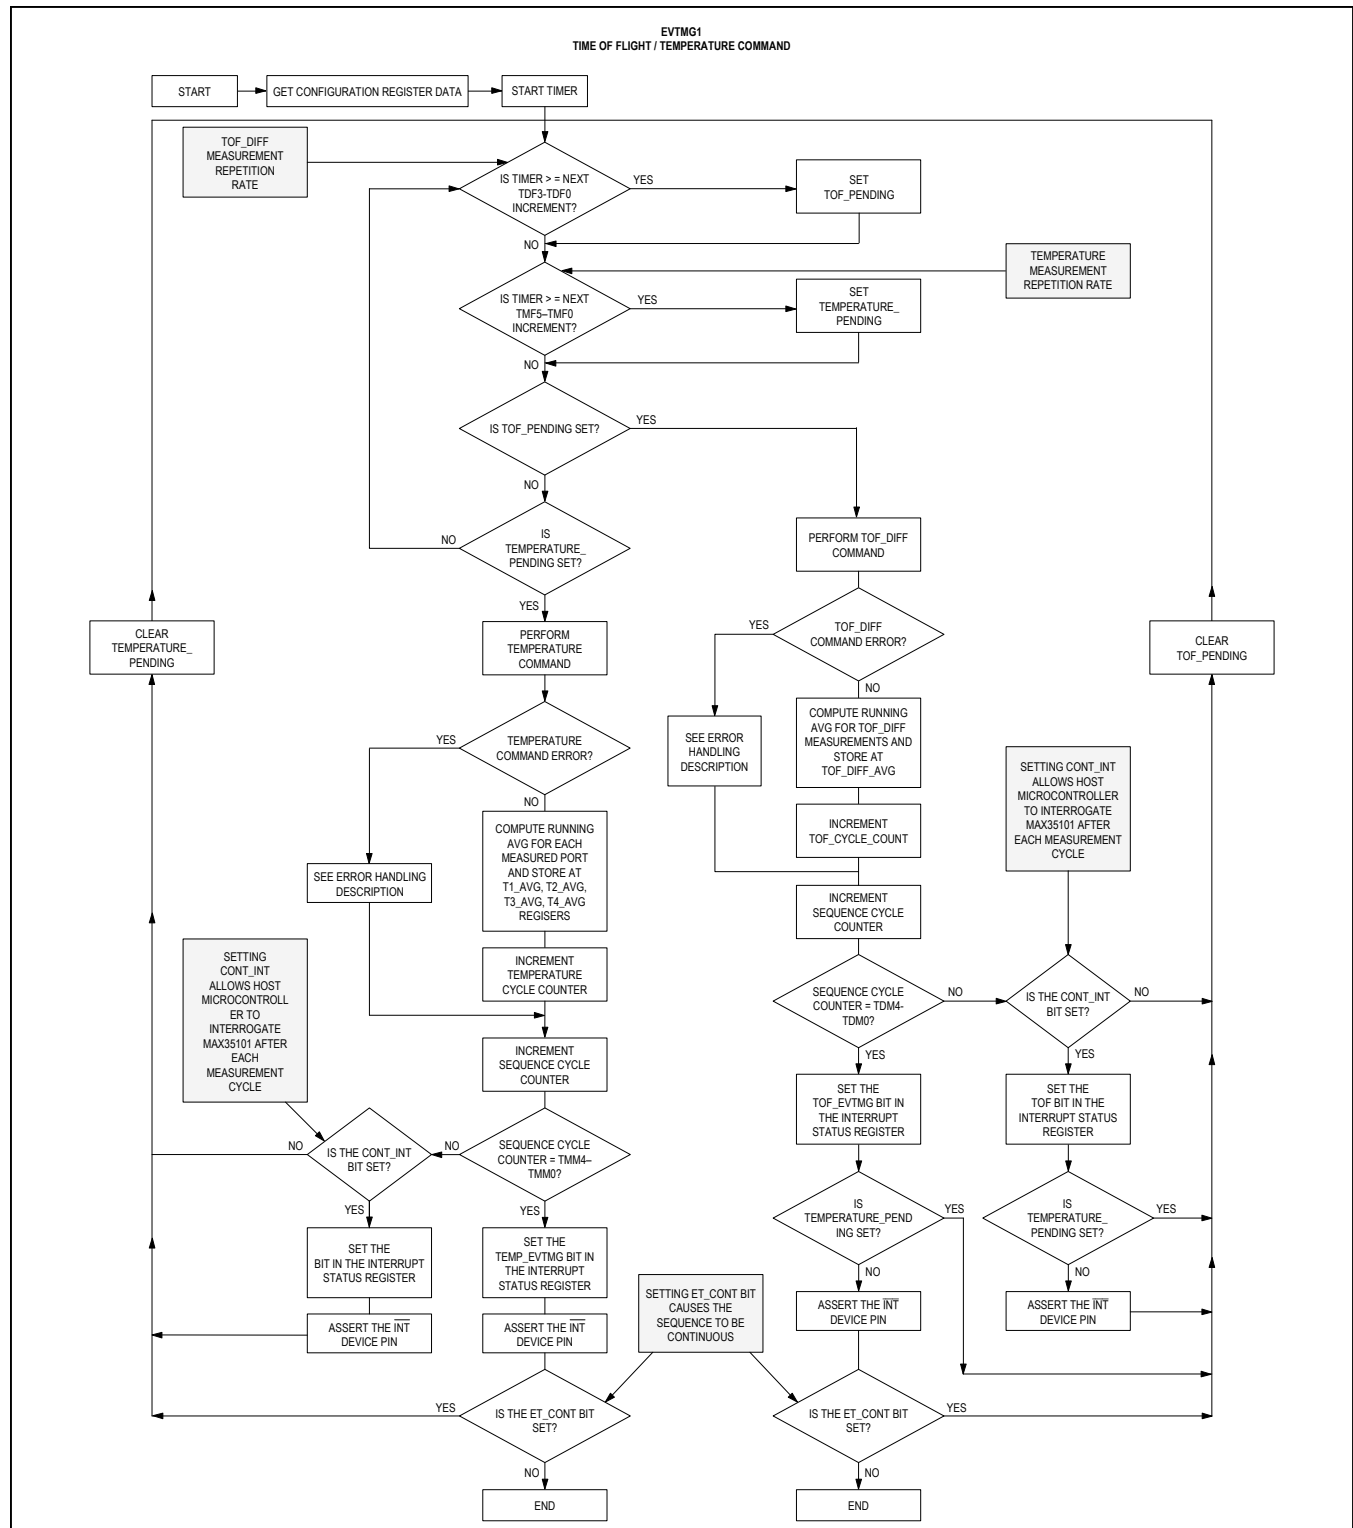 EVTMG1
TIME OF FLIGHT / TEMPERATURE COMMAND
START
GET CONFIGURATION REGISTER DATA
START TIMER
TOF_DIFF
MEASUREMENT
REPETITION
RATE
IS TIMER > = NEXT
TDF3-TDF0
INCREMENT?
YES
SET
TOF_PENDING
NO
TEMPERATURE
MEASUREMENT
REPETITION RATE
IS TIMER > = NEXT
TMF5–TMF0
INCREMENT?
YES
SET
TEMPERATURE_
PENDING
NO
IS TOF_PENDING SET?
YES
NO
IS
TEMPERATURE_
PENDING SET?
NO
YES
PERFORM TOF_DIFF
COMMAND
CLEAR
TEMPERATURE_
PENDING
PERFORM
TEMPERATURE
COMMAND
YES
TOF_DIFF
COMMAND ERROR?
NO
CLEAR
TOF_PENDING
YES
TEMPERATURE
COMMAND ERROR?
NO
SEE ERROR
HANDLING
DESCRIPTION
COMPUTE RUNNING
AVG FOR TOF_DIFF
MEASUREMENTS AND
STORE AT
TOF_DIFF_AVG
SETTING CONT_INT
ALLOWS HOST
MICROCONTROLLER
TO INTERROGATE
MAX35101 AFTER
EACH MEASUREMENT
CYCLE
SEE ERROR HANDLING
DESCRIPTION
COMPUTE RUNNING
AVG FOR EACH
MEASURED PORT
AND STORE AT
T1_AVG, T2_AVG,
T3_AVG, T4_AVG
REGISERS
INCREMENT
TOF_CYCLE_COUNT
INCREMENT
SEQUENCE CYCLE
COUNTER
SETTING
CONT_INT
ALLOWS HOST
MICROCONTROLL
ER TO
INTERROGATE
MAX35101 AFTER
EACH
MEASUREMENT
CYCLE
INCREMENT
TEMPERATURE
CYCLE COUNTER
SEQUENCE CYCLE
COUNTER = TDM4-
TDM0?
NO
YES
IS THE CONT_INT
BIT SET?
NO
YES
INCREMENT
SEQUENCE CYCLE
COUNTER
SET THE
TOF_EVTMG BIT IN
THE INTERRUPT
STATUS REGISTER
SET THE
TOF BIT IN THE
INTERRUPT STATUS
REGISTER
NO
IS THE CONT_INT
BIT SET?
YES
NO
SEQUENCE CYCLE
COUNTER = TMM4–
TMM0?
YES
IS
TEMPERATURE_PEND
ING SET?
YES
NO
IS
TEMPERATURE_
PENDING SET?
YES
NO
SET THE
BIT IN THE INTERRUPT
STATUS REGISTER
SET THE
TEMP_EVTMG BIT IN
THE INTERRUPT
STATUS REGISTER
SETTING ET_CONT BIT
CAUSES THE
SEQUENCE TO BE
CONTINUOUS
ASSERT THE INT
DEVICE PIN
ASSERT THE INT
DEVICE PIN
ASSERT THE INT
DEVICE PIN
ASSERT THE INT
DEVICE PIN
YES
IS THE ET_CONT BIT
SET?
NO
IS THE ET_CONT BIT
SET?
YES
NO
END
END